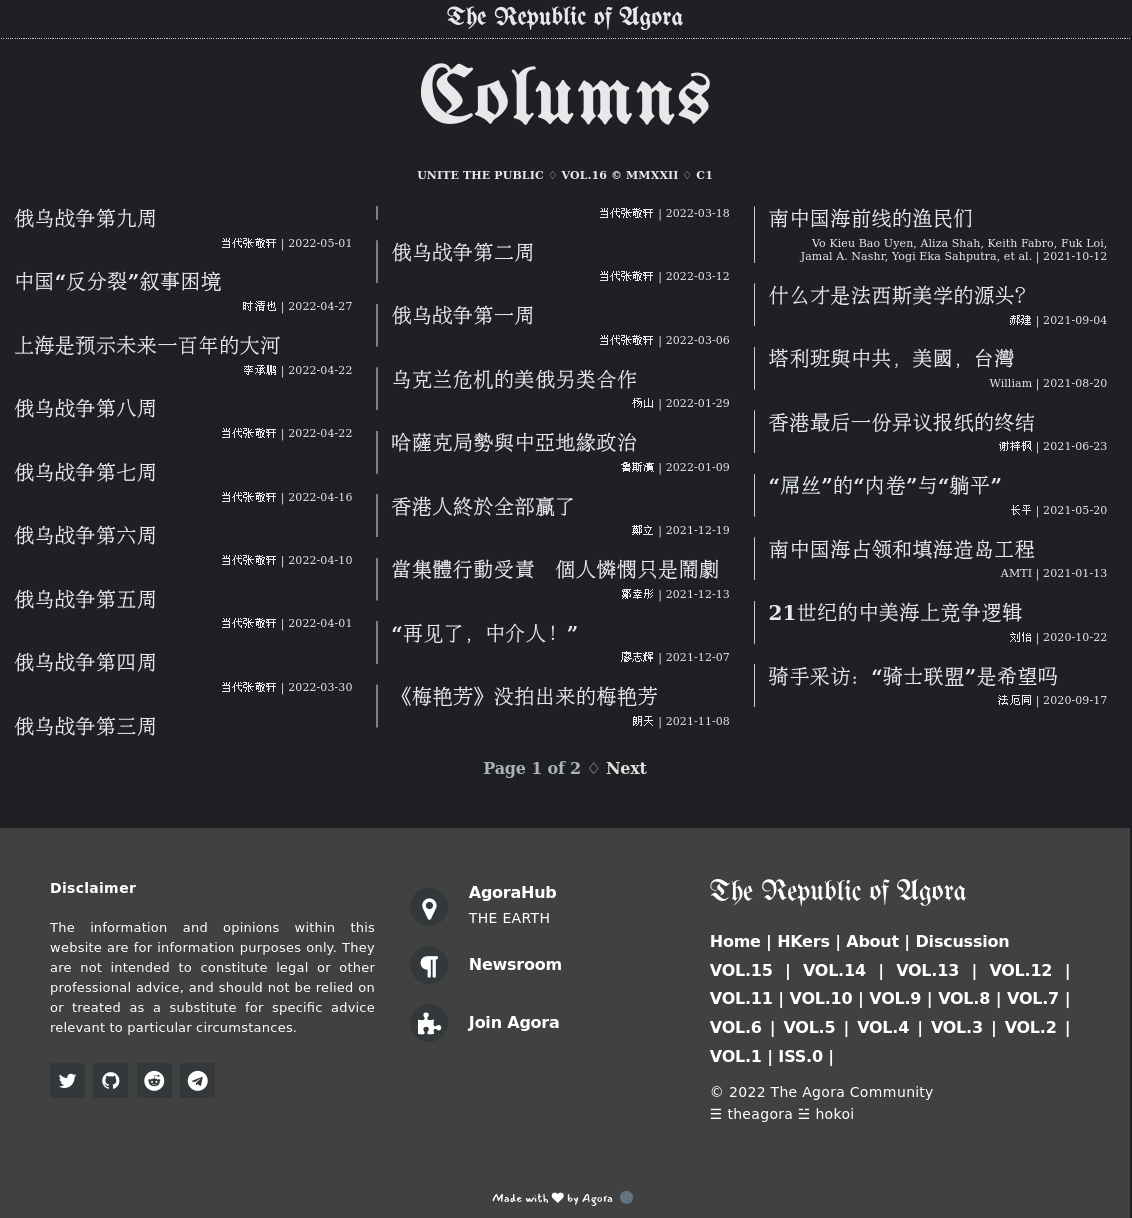 The Republic of Agora
Columns
UNITE THE PUBLIC ♢ VOL.16 © MMXXII ♢ C1
俄乌战争第九周
当代张敬轩 | 2022-05-01
中国“反分裂”叙事困境
时清也 | 2022-04-27
上海是预示未来一百年的大河
李承鹏 | 2022-04-22
俄乌战争第八周
当代张敬轩 | 2022-04-22
俄乌战争第七周
当代张敬轩 | 2022-04-16
俄乌战争第六周
当代张敬轩 | 2022-04-10
俄乌战争第五周
当代张敬轩 | 2022-04-01
俄乌战争第四周
当代张敬轩 | 2022-03-30
俄乌战争第三周
当代张敬轩 | 2022-03-18
俄乌战争第二周
当代张敬轩 | 2022-03-12
俄乌战争第一周
当代张敬轩 | 2022-03-06
乌克兰危机的美俄另类合作
杨山 | 2022-01-29
哈薩克局勢與中亞地緣政治
魯斯濱 | 2022-01-09
香港人終於全部贏了
鄭立 | 2021-12-19
當集體行動受責　個人憐憫只是鬧劇
鄒幸彤 | 2021-12-13
“再见了，中介人！”
廖志辉 | 2021-12-07
《梅艳芳》没拍出来的梅艳芳
朗天 | 2021-11-08
南中国海前线的渔民们
Vo Kieu Bao Uyen, Aliza Shah, Keith Fabro, Fuk Loi,
Jamal A. Nashr, Yogi Eka Sahputra, et al. | 2021-10-12
什么才是法西斯美学的源头？
郝建 | 2021-09-04
塔利班與中共，美國，台灣
William | 2021-08-20
香港最后一份异议报纸的终结
谢梓枫 | 2021-06-23
“屌丝”的“内卷”与“躺平”
长平 | 2021-05-20
南中国海占领和填海造岛工程
AMTI | 2021-01-13
21世纪的中美海上竞争逻辑
刘怡 | 2020-10-22
骑手采访：“骑士联盟”是希望吗
法厄同 | 2020-09-17
Page 1 of 2 ♢ Next
Disclaimer
The information and opinions within this
website are for information purposes only. They
are not intended to constitute legal or other
professional advice, and should not be relied on
or treated as a substitute for specific advice
relevant to particular circumstances.
AgoraHub
THE EARTH
Newsroom
Join Agora
The Republic of Agora
Home | HKers | About | Discussion
VOL.15 | VOL.14 | VOL.13 | VOL.12 |
VOL.11 | VOL.10 | VOL.9 | VOL.8 | VOL.7 |
VOL.6 | VOL.5 | VOL.4 | VOL.3 | VOL.2 |
VOL.1 | ISS.0 |
© 2022 The Agora Community
☰ theagora ☱ hokoi
Made with ♥ by Agora